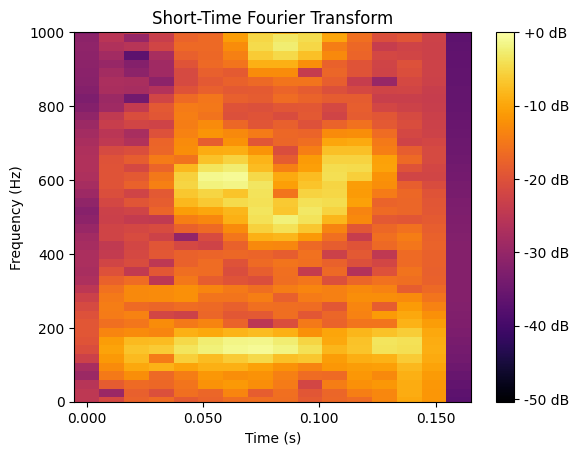 Short-Time Fourier Transform
1000
800
600
400
200
0
Frequency (Hz)
0.000
0.050
0.100
0.150
Time (s)
+0 dB
-10 dB
-20 dB
-30 dB
-40 dB
-50 dB